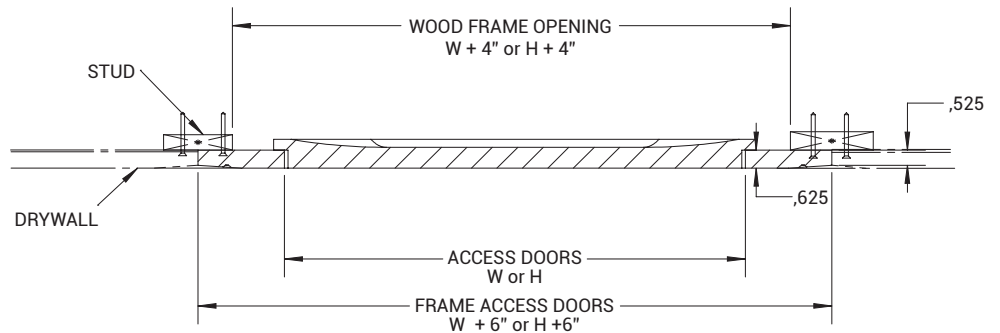 WOOD FRAME OPENING
W + 4" or H + 4"
STUD
,525
,625
DRYWALL
ACCESS DOORS
W or H
FRAME ACCESS DOORS
W + 6" or H +6"